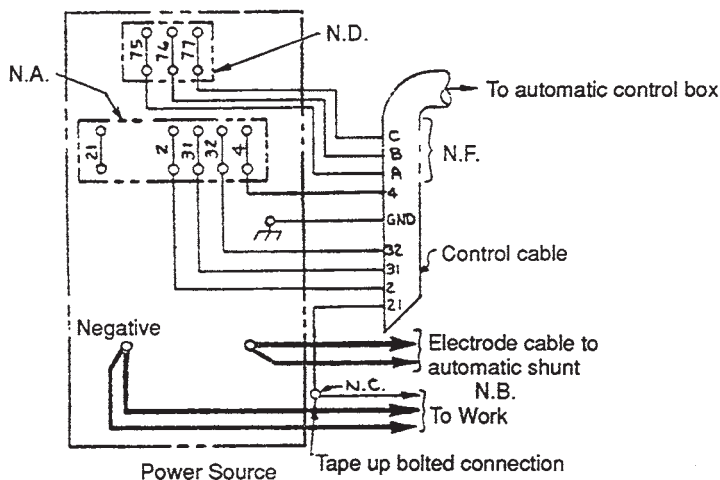 N.D.
75 76 77
N.A.
To automatic control box
C
B
A
N.F.
4
21 2 31 32 4
GND
32
31
Control cable
2
21
Negative
Electrode cable to
automatic shunt
N.C.
N.B.
To Work
Power Source
Tape up bolted connection